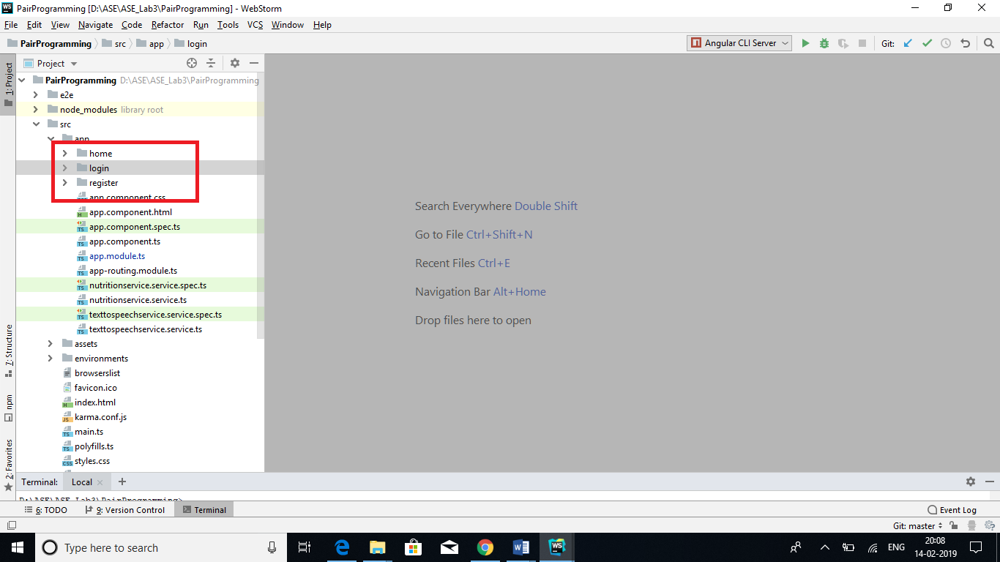 PairProgramming [D:\ASE\ASE_Lab3\PairProgramming] - WebStorm
File Edit View Navigate Code Refactor Run Tools VCS Window Help
PairProgramming src app login Angular CLI Server Git:
Project
1: Project
PairProgramming D:\ASE\ASE_Lab3\PairProgramming
e2e
node_modules library root
src
app
home
login
register
app.component.css
app.component.html
app.component.spec.ts
app.component.ts
app.module.ts
app-routing.module.ts
nutritionservice.service.spec.ts
nutritionservice.service.ts
texttospeechservice.service.spec.ts
texttospeechservice.service.ts
assets
environments
browserslist
favicon.ico
index.html
karma.conf.js
main.ts
polyfills.ts
styles.css
7: Structure
npm
2: Favorites
Search Everywhere Double Shift
Go to File Ctrl+Shift+N
Recent Files Ctrl+E
Navigation Bar Alt+Home
Drop files here to open
Terminal: Local
D:\ASE\ASE_Lab3\PairProgramming>
6: TODO 9: Version Control Terminal Event Log
Git: master
Type here to search
ENG
20:08
14-02-2019